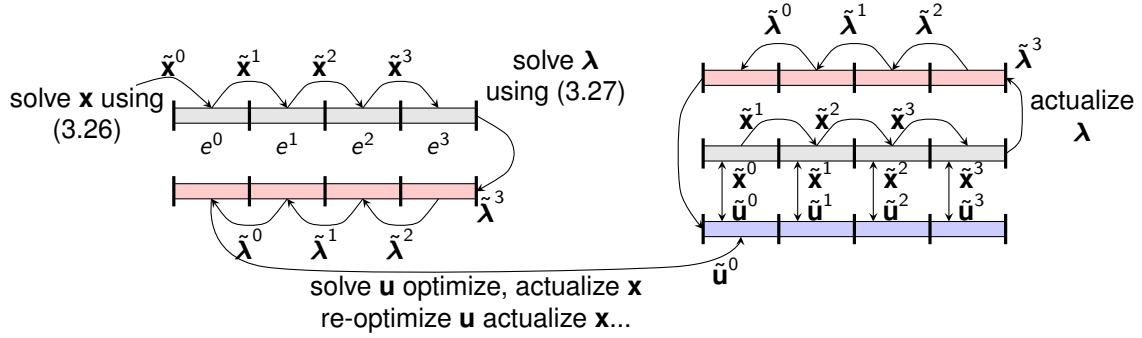 x̃⁰ x̃¹ x̃² x̃³
solve x using
(3.26)
e⁰ e¹ e² e³
solve λ
using (3.27)
λ̃³
λ̃⁰ λ̃¹ λ̃²
solve u optimize, actualize x
re-optimize u actualize x...
λ̃⁰ λ̃¹ λ̃²
λ̃³
actualize
λ
x̃¹ x̃² x̃³
x̃⁰ x̃¹ x̃² x̃³
ũ⁰ ũ¹ ũ² ũ³
ũ⁰